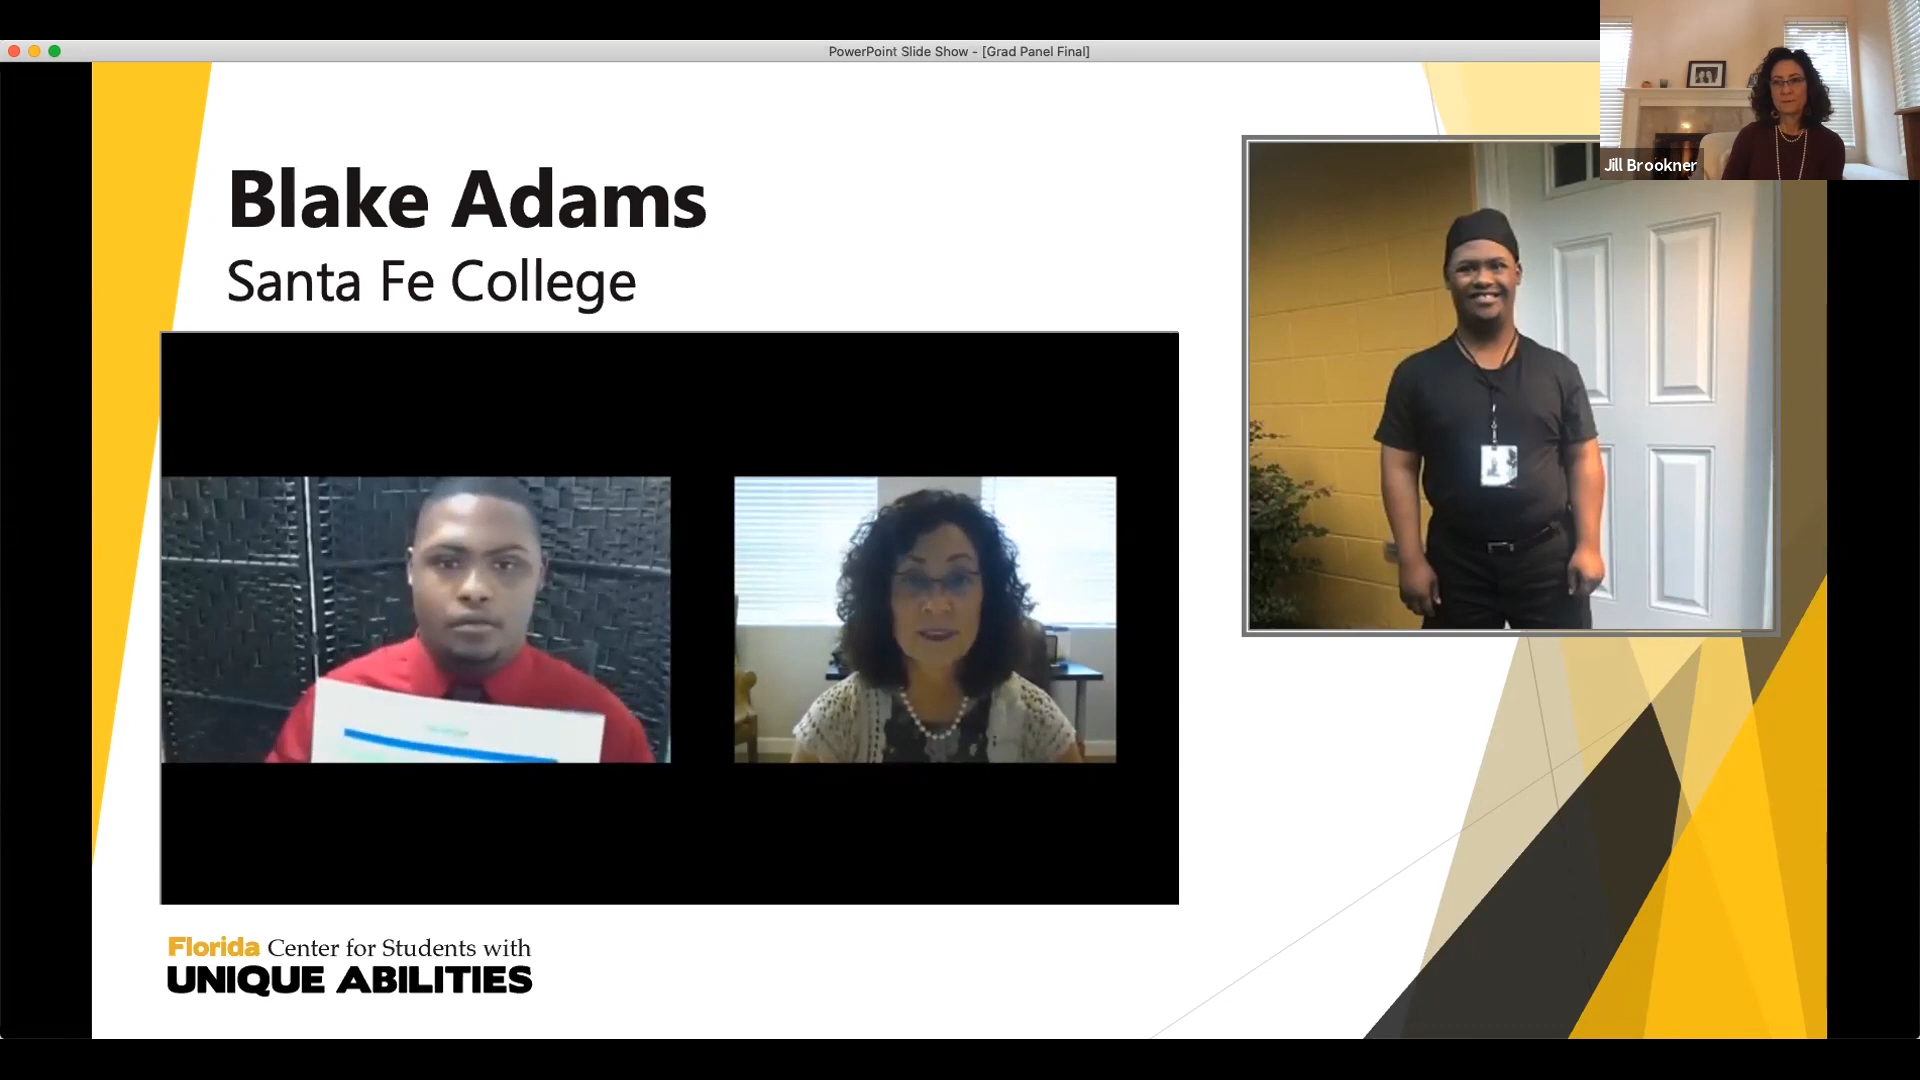 PowerPoint Slide Show - [Grad Panel Final]
Jill Brookner
Blake Adams
Santa Fe College
Florida Center for Students with
UNIQUE ABILITIES